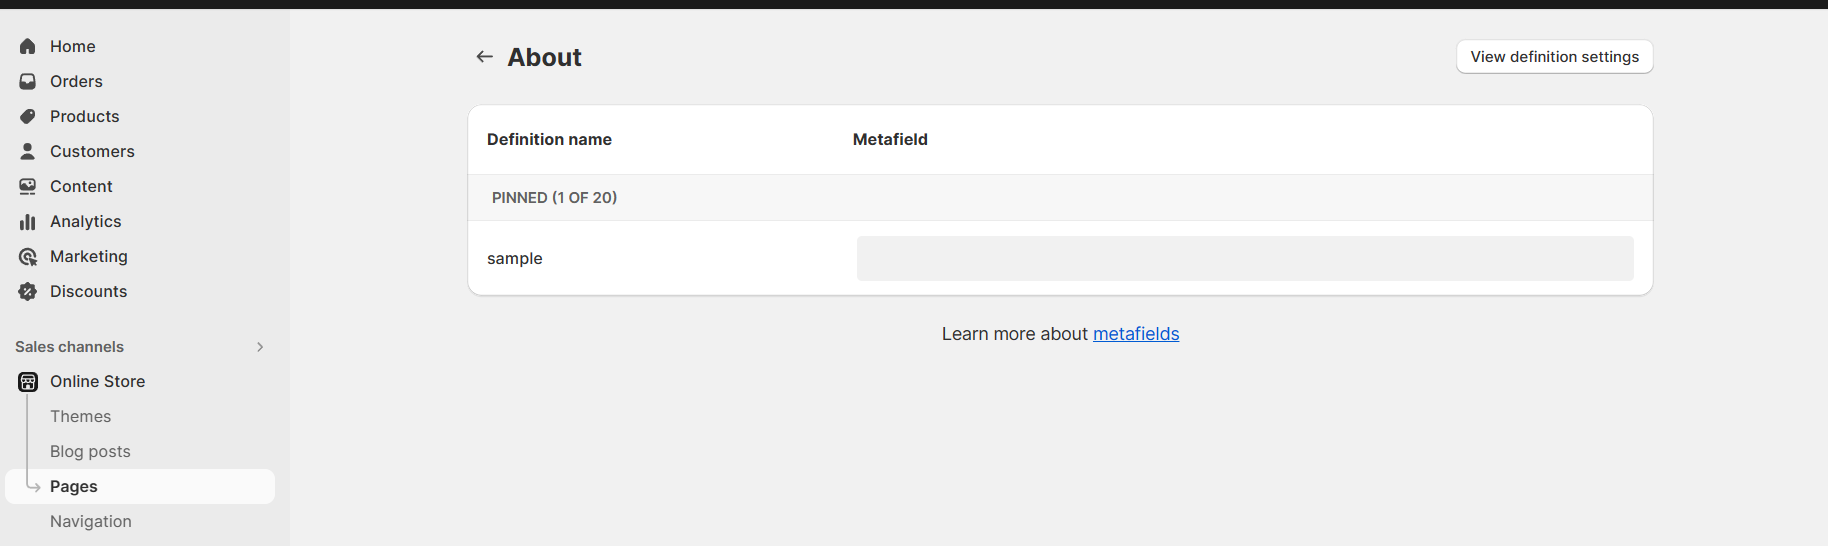 Home
Orders
Products
Customers
Content
Analytics
Marketing
Discounts
Sales channels
Online Store
Themes
Blog posts
Pages
Navigation
About
View definition settings
Definition name Metafield
PINNED (1 OF 20)
sample
Learn more about metafields